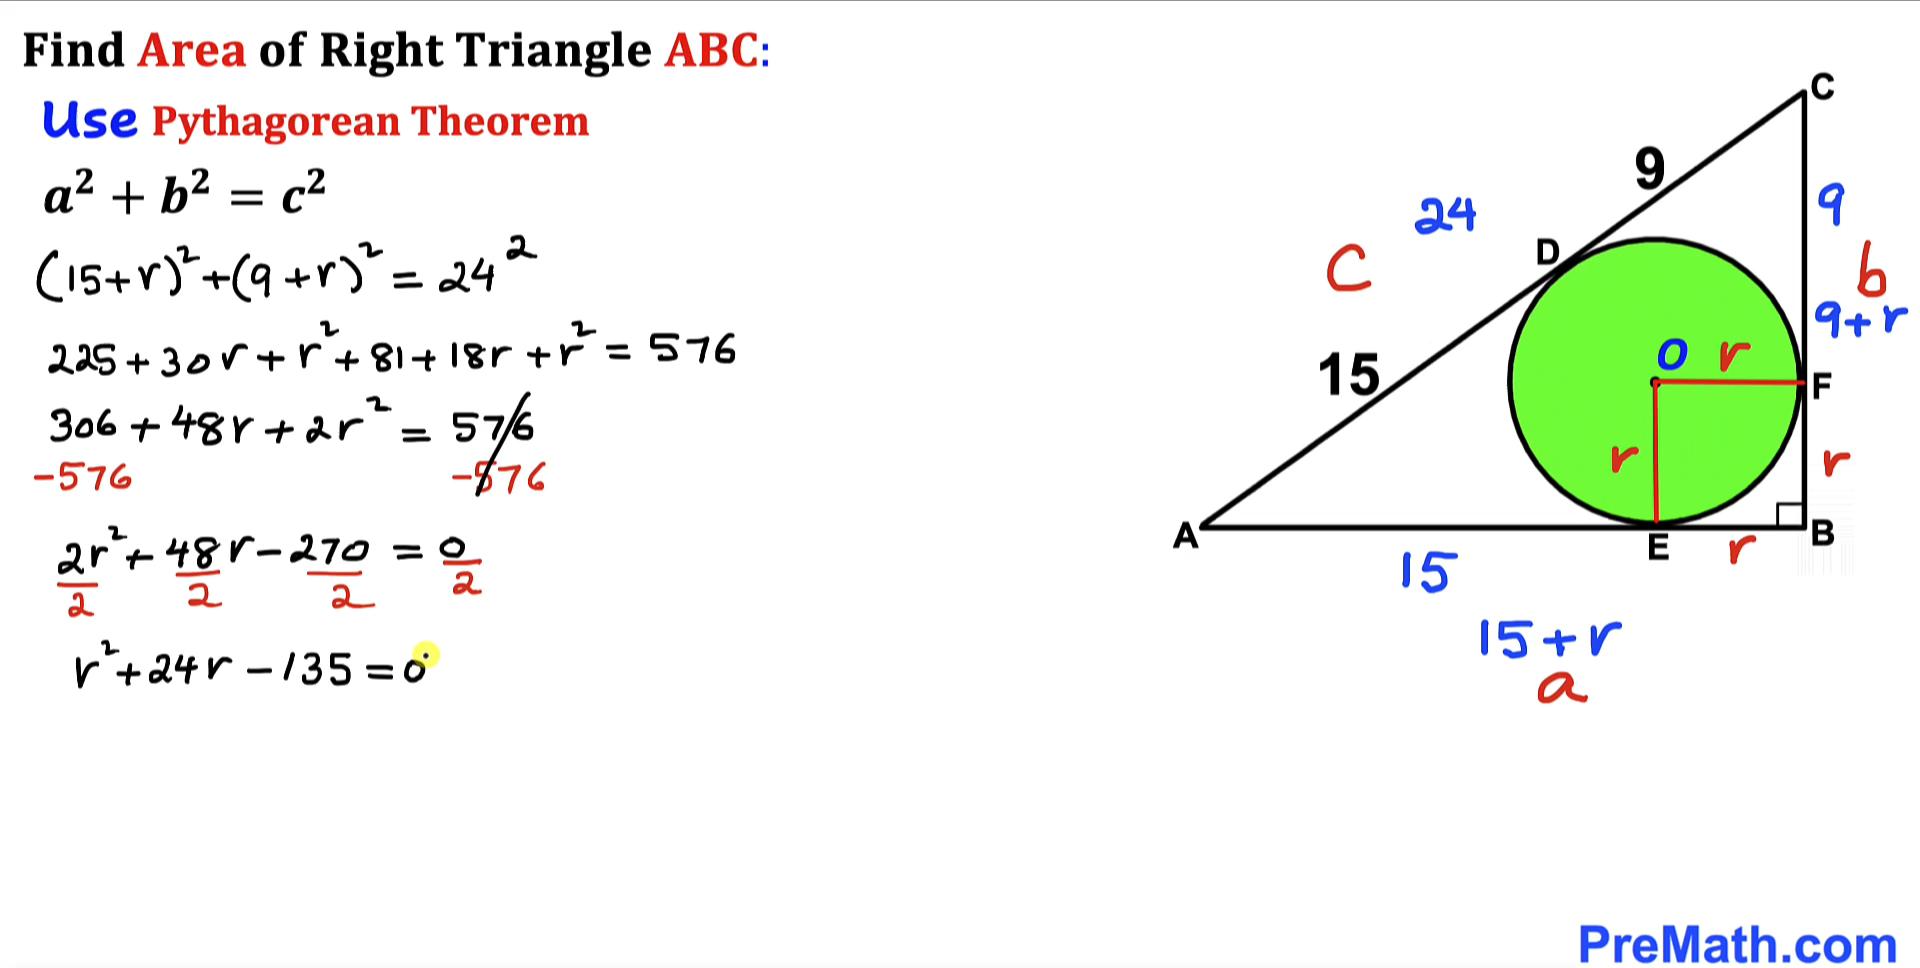 Find Area of Right Triangle ABC:
Use Pythagorean Theorem
a² + b² = c²
(15+r)²+(9+r)² = 24²
225+30r+r²+81+18r+r² = 576
306+48r+2r² = 576
-576 -576
2r²/2 + 48r/2 - 270/2 = 0/2
r²+24r-135=0
C
9
24
9
D
C
b
9+r
O r
15
F
r
r
A
B
E
r
15
15+r
a
PreMath.com